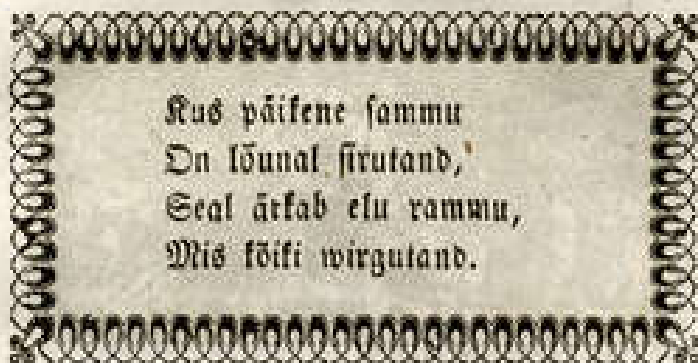 Kus päikene sammu
On lõunal sirutand,
Seal ärkab elu rammu,
Mis kõiki wirgutand.